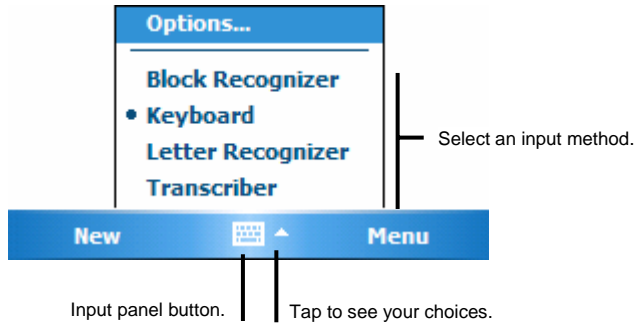 Options...
Block Recognizer
Keyboard
Letter Recognizer
Transcriber
Select an input method.
New
Menu
Input panel button.
Tap to see your choices.